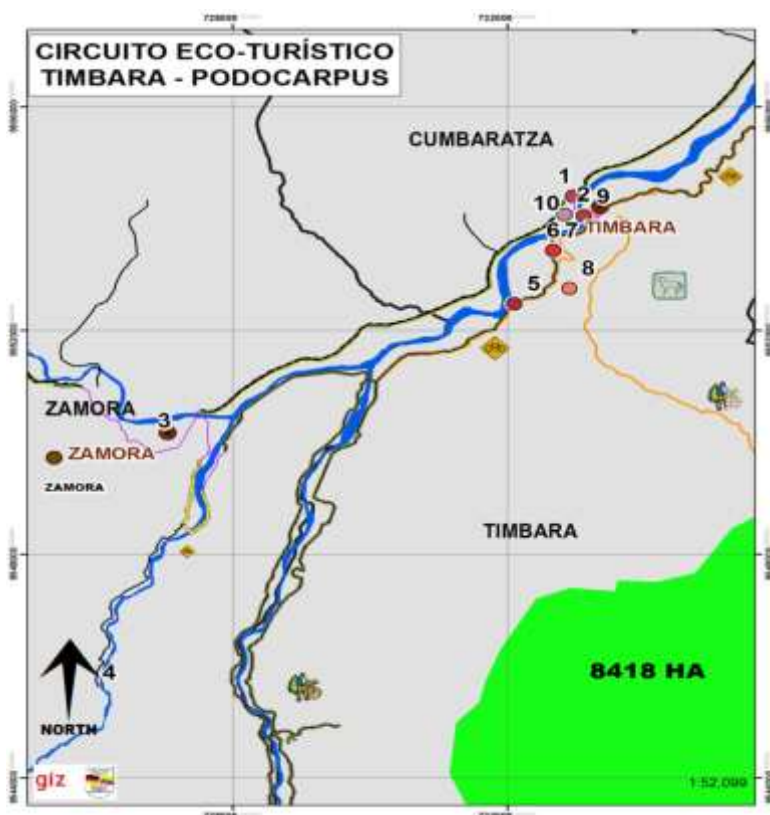 CIRCUITO ECO-TURÍSTICO
TIMBARA - PODOCARPUS
CUMBARATZA
1
2
9
10
TIMBARA
6
7
8
5
ZAMORA
3
ZAMORA
ZAMORA
TIMBARA
8418 HA
4
NORTH
giz
1:52,099